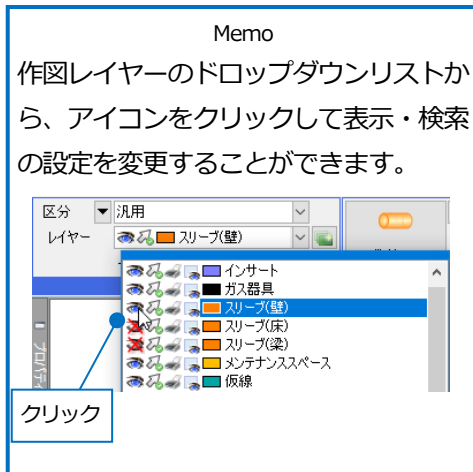 Memo
作図レイヤーのドロップダウンリストか
ら、アイコンをクリックして表示・検索
の設定を変更することができます。
区分 汎用
レイヤー スリーブ(壁)
インサート
ガス器具
スリーブ(壁)
スリーブ(床)
スリーブ(梁)
メンテナンススペース
仮線
プロパティ
クリック